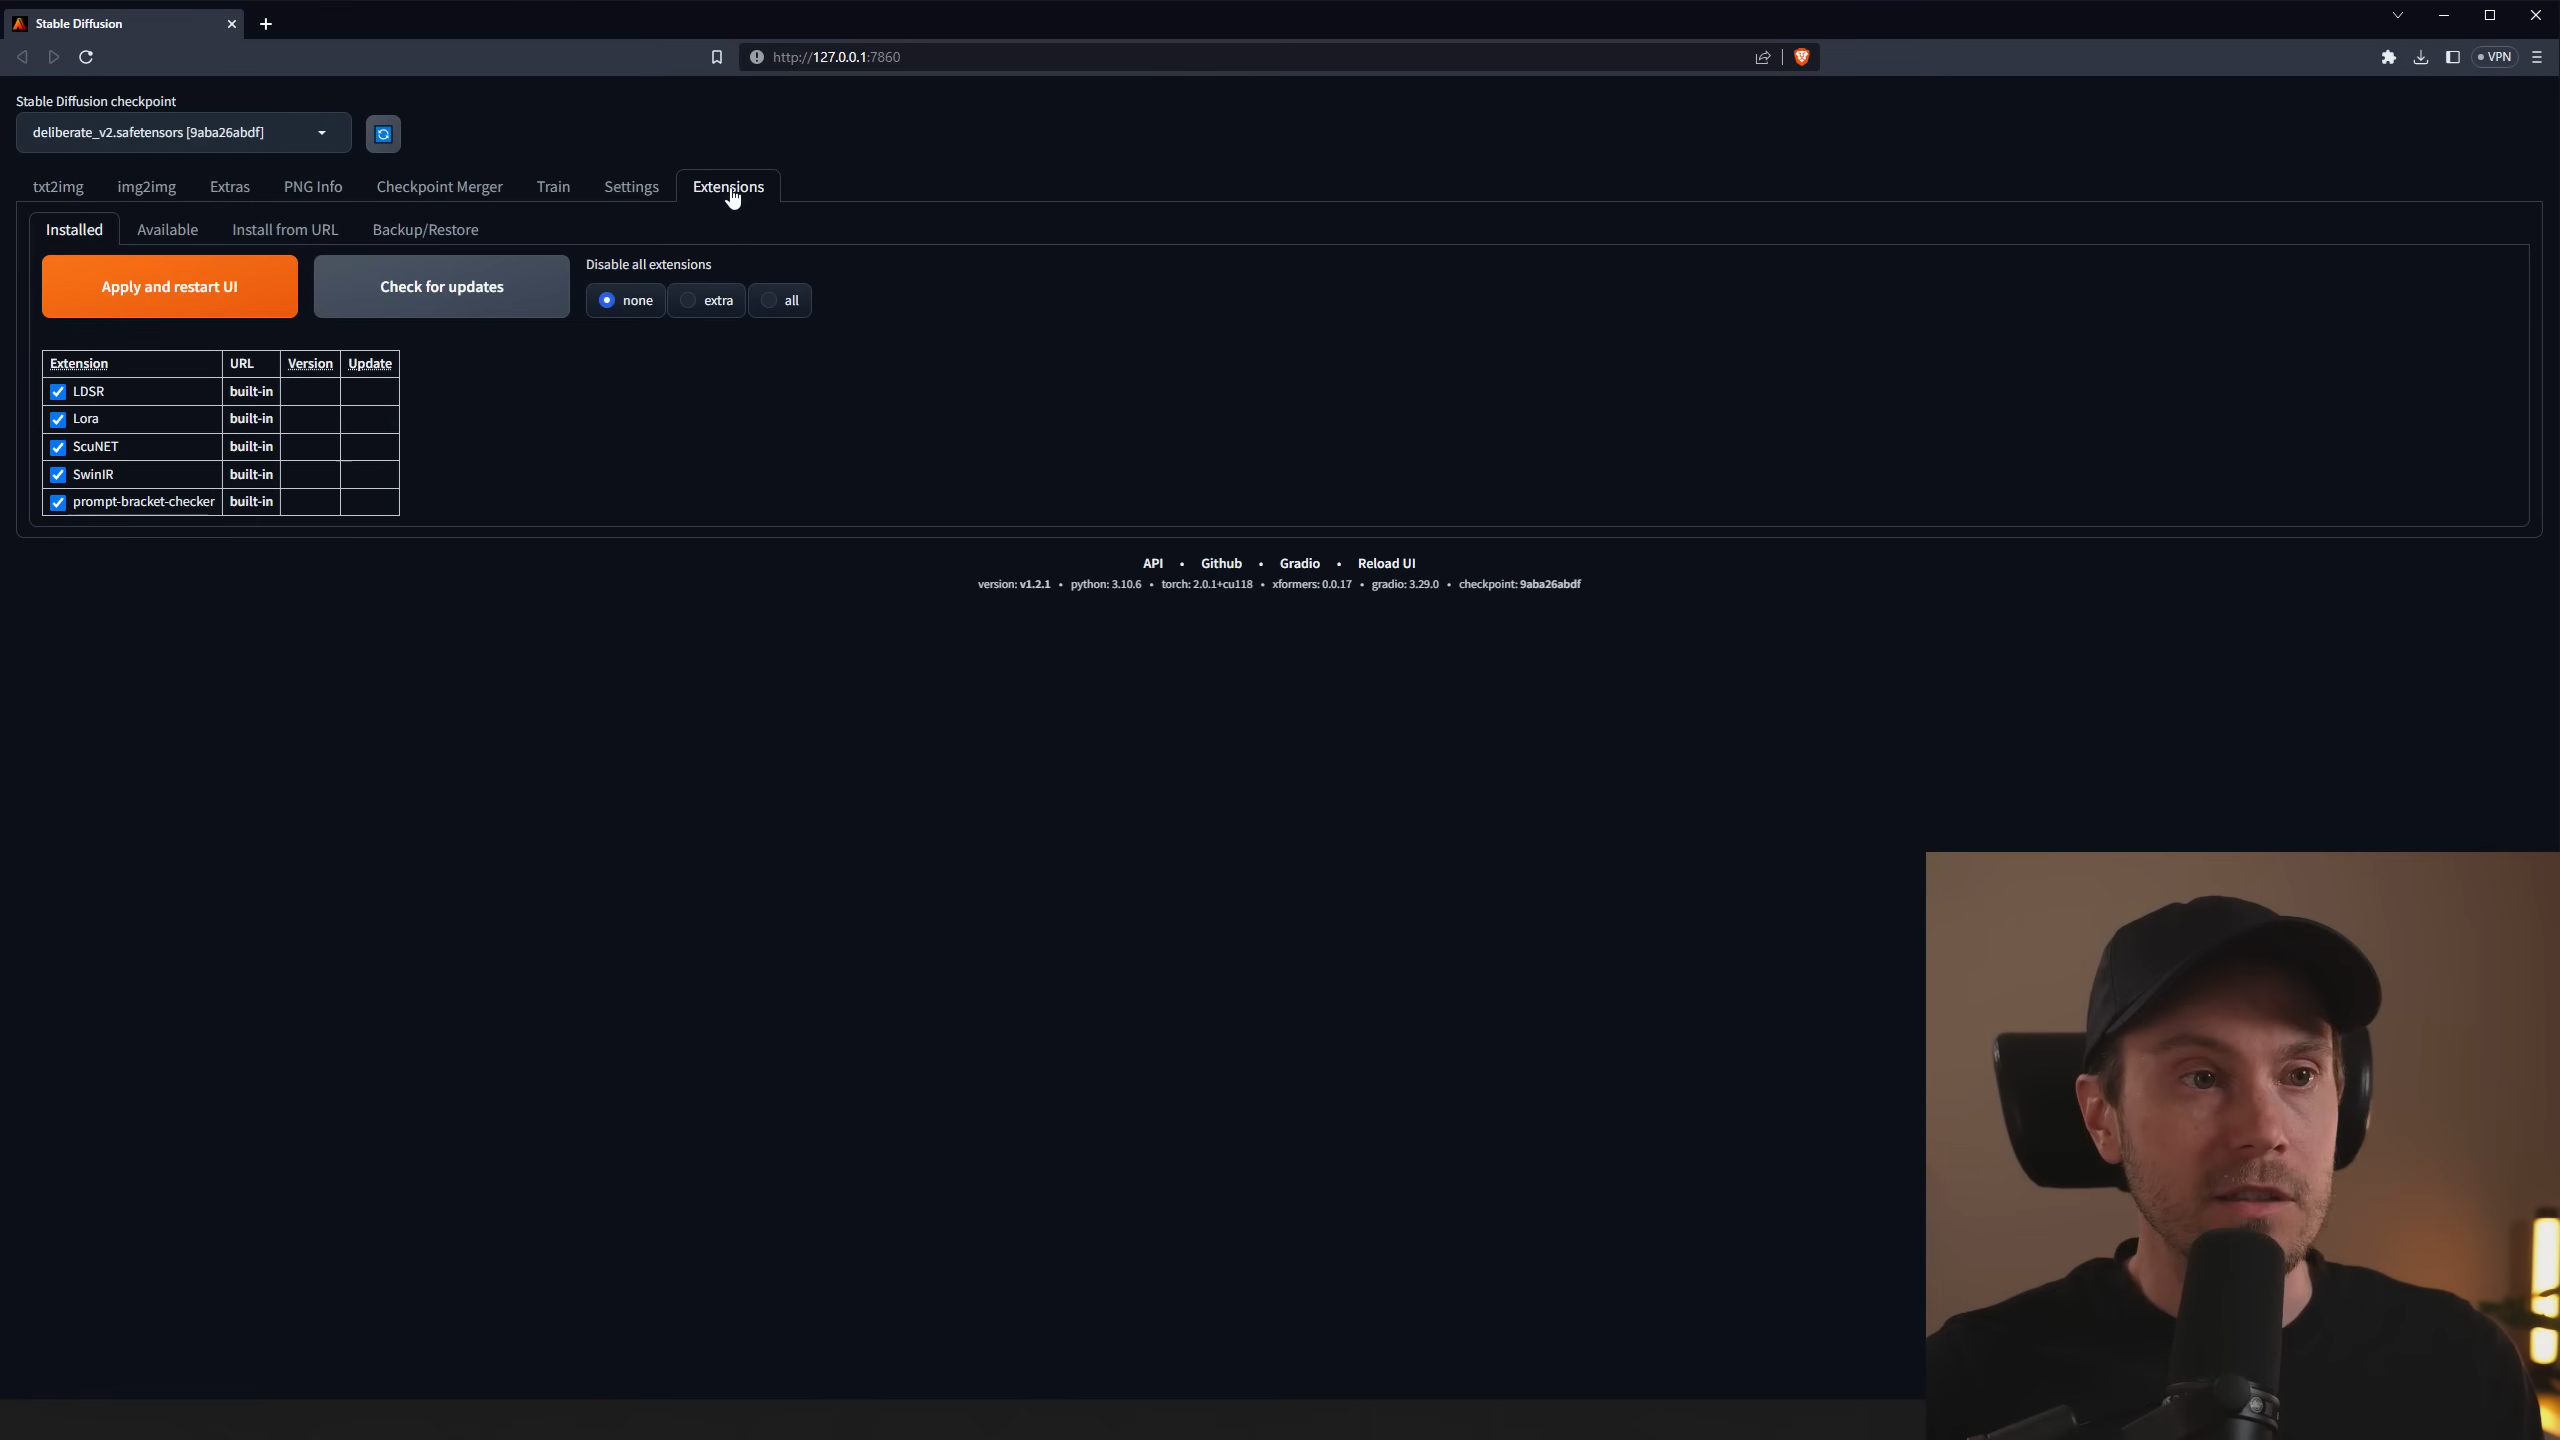 Stable Diffusion
http://127.0.0.1:7860
VPN
Stable Diffusion checkpoint
deliberate_v2.safetensors [9aba26abdf]
txt2img img2img Extras PNG Info Checkpoint Merger Train Settings Extensions
Installed Available Install from URL Backup/Restore
Apply and restart UI
Check for updates
Disable all extensions
none extra all
Extension URL Version Update
LDSR built-in
Lora built-in
ScuNET built-in
SwinIR built-in
prompt-bracket-checker built-in
API • Github • Gradio • Reload UI
version: v1.2.1 • python: 3.10.6 • torch: 2.0.1+cu118 • xformers: 0.0.17 • gradio: 3.29.0 • checkpoint: 9aba26abdf